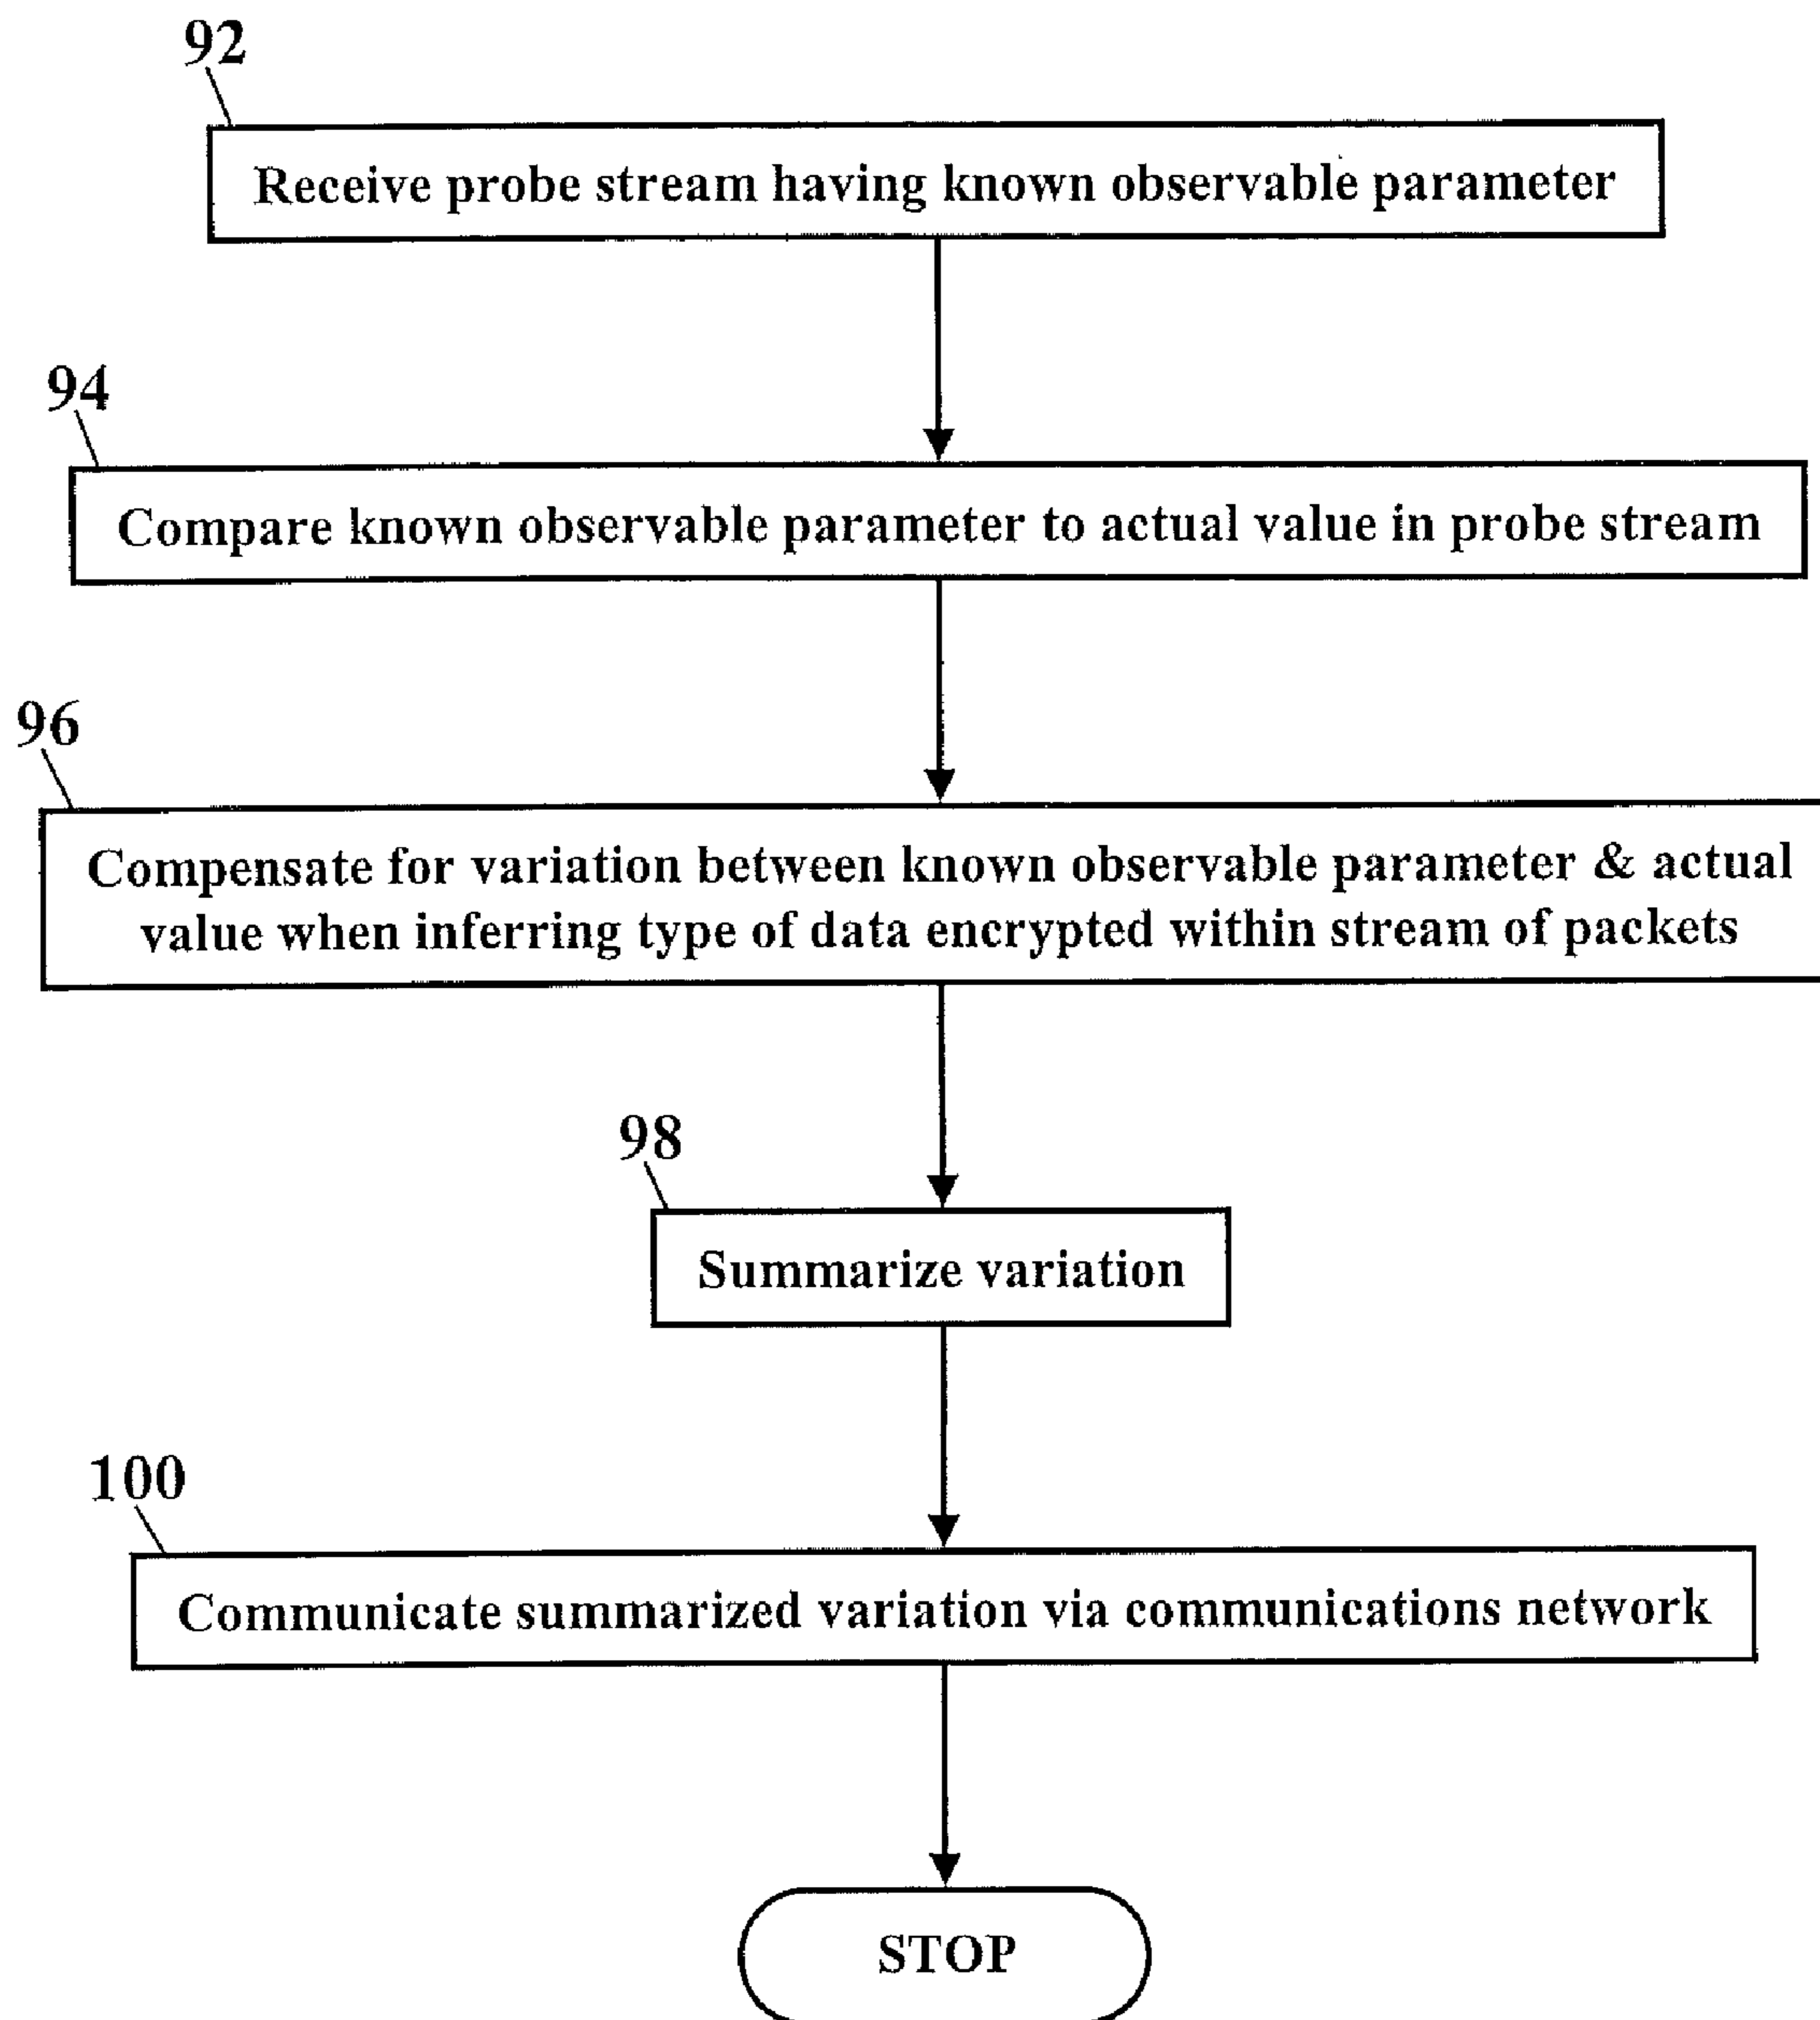 92
Receive probe stream having known observable parameter
94
Compare known observable parameter to actual value in probe stream
96
Compensate for variation between known observable parameter & actual
value when inferring type of data encrypted within stream of packets
98
Summarize variation
100
Communicate summarized variation via communications network
STOP